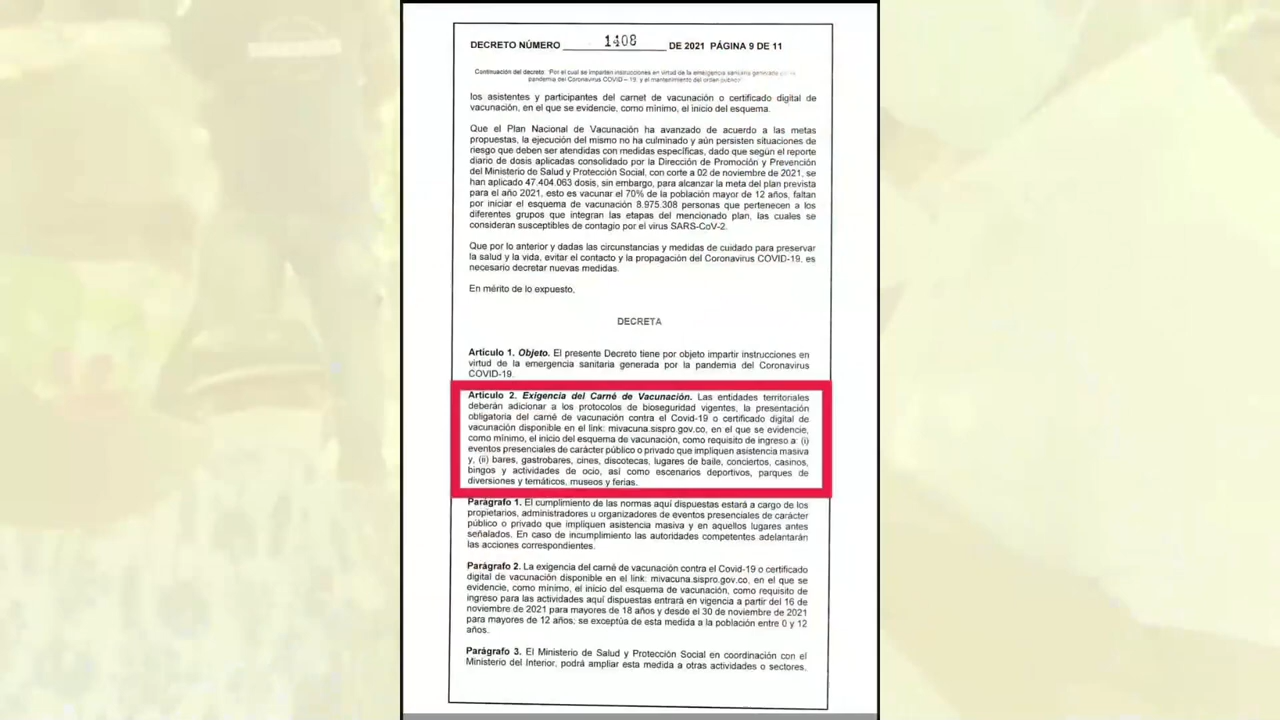 DECRETO NÚMERO 1408 DE 2021 PÁGINA 9 DE 11
Continuación del decreto: "Por el cual se imparten instrucciones en virtud de la emergencia sanitaria generada por la
pandemia del Coronavirus COVID – 19, y el mantenimiento del orden público"
los asistentes y participantes del carnet de vacunación o certificado digital de
vacunación, en el que se evidencie, como mínimo, el inicio del esquema.
Que el Plan Nacional de Vacunación ha avanzado de acuerdo a las metas
propuestas, la ejecución del mismo no ha culminado y aún persisten situaciones de
riesgo que deben ser atendidas con medidas específicas, dado que según el reporte
diario de dosis aplicadas consolidado por la Dirección de Promoción y Prevención
del Ministerio de Salud y Protección Social, con corte a 02 de noviembre de 2021, se
han aplicado 47.404.063 dosis, sin embargo, para alcanzar la meta del plan prevista
para el año 2021, esto es vacunar el 70% de la población mayor de 12 años, faltan
por iniciar el esquema de vacunación 8.975.308 personas que pertenecen a los
diferentes grupos que integran las etapas del mencionado plan, las cuales se
consideran susceptibles de contagio por el virus SARS-CoV-2.
Que por lo anterior y dadas las circunstancias y medidas de cuidado para preservar
la salud y la vida, evitar el contacto y la propagación del Coronavirus COVID-19, es
necesario decretar nuevas medidas.
En mérito de lo expuesto,
DECRETA
Artículo 1. Objeto. El presente Decreto tiene por objeto impartir instrucciones en
virtud de la emergencia sanitaria generada por la pandemia del Coronavirus
COVID-19.
Artículo 2. Exigencia del Carné de Vacunación. Las entidades territoriales
deberán adicionar a los protocolos de bioseguridad vigentes, la presentación
obligatoria del carné de vacunación contra el Covid-19 o certificado digital de
vacunación disponible en el link: mivacuna.sispro.gov.co, en el que se evidencie,
como mínimo, el inicio del esquema de vacunación, como requisito de ingreso a: (i)
eventos presenciales de carácter público o privado que impliquen asistencia masiva
y, (ii) bares, gastrobares, cines, discotecas, lugares de baile, conciertos, casinos,
bingos y actividades de ocio, así como escenarios deportivos, parques de
diversiones y temáticos, museos y ferias.
Parágrafo 1. El cumplimiento de las normas aquí dispuestas estará a cargo de los
propietarios, administradores u organizadores de eventos presenciales de carácter
público o privado que impliquen asistencia masiva y en aquellos lugares antes
señalados. En caso de incumplimiento las autoridades competentes adelantarán
las acciones correspondientes.
Parágrafo 2. La exigencia del carné de vacunación contra el Covid-19 o certificado
digital de vacunación disponible en el link: mivacuna.sispro.gov.co, en el que se
evidencie, como mínimo, el inicio del esquema de vacunación, como requisito de
ingreso para las actividades aquí dispuestas entrará en vigencia a partir del 16 de
noviembre de 2021 para mayores de 18 años y desde el 30 de noviembre de 2021
para mayores de 12 años; se exceptúa de esta medida a la población entre 0 y 12
años.
Parágrafo 3. El Ministerio de Salud y Protección Social en coordinación con el
Ministerio del Interior, podrá ampliar esta medida a otras actividades o sectores,